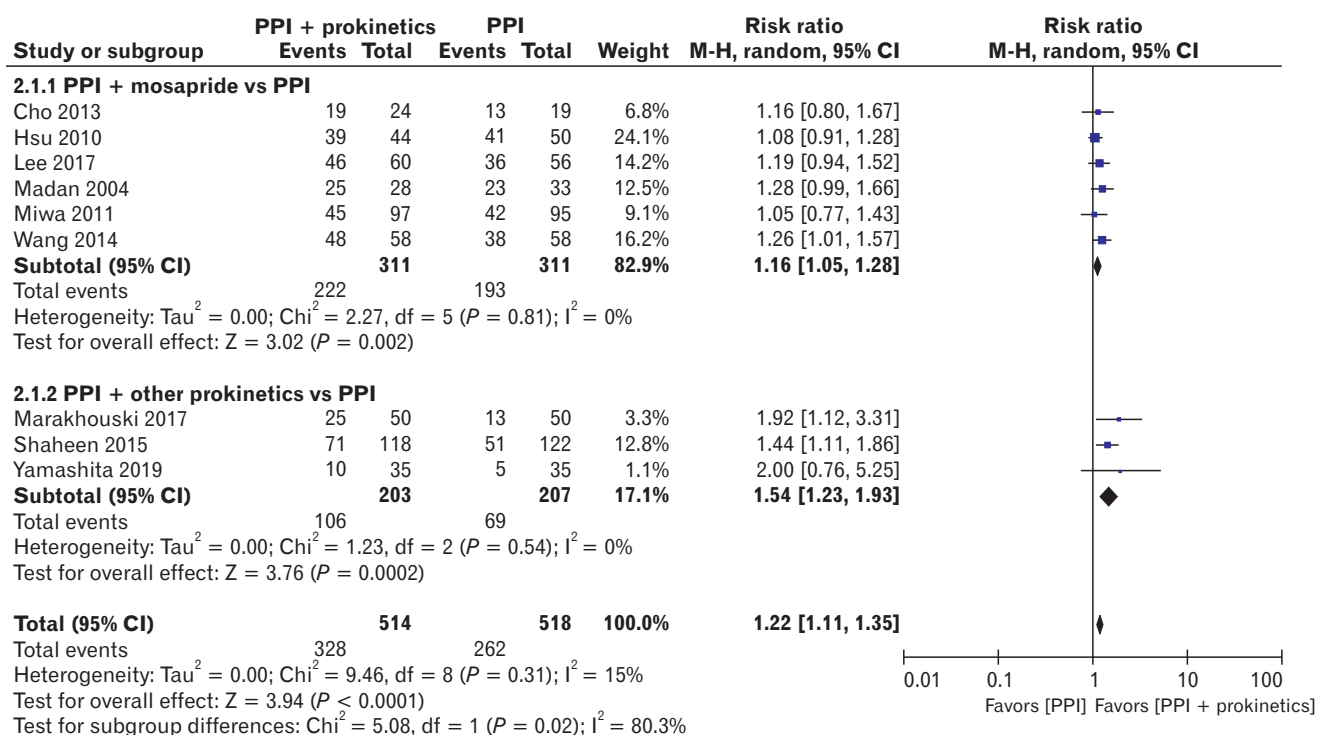 PPI + prokinetics PPI Risk ratio Risk ratio
Study or subgroup Events Total Events Total Weight M-H, random, 95% CI M-H, random, 95% CI
2.1.1 PPI + mosapride vs PPI
Cho 2013 19 24 13 19 6.8% 1.16 [0.80, 1.67]
Hsu 2010 39 44 41 50 24.1% 1.08 [0.91, 1.28]
Lee 2017 46 60 36 56 14.2% 1.19 [0.94, 1.52]
Madan 2004 25 28 23 33 12.5% 1.28 [0.99, 1.66]
Miwa 2011 45 97 42 95 9.1% 1.05 [0.77, 1.43]
Wang 2014 48 58 38 58 16.2% 1.26 [1.01, 1.57]
Subtotal (95% CI) 311 311 82.9% 1.16 [1.05, 1.28]
Total events 222 193
Heterogeneity: Tau² = 0.00; Chi² = 2.27, df = 5 (P = 0.81); I² = 0%
Test for overall effect: Z = 3.02 (P = 0.002)
2.1.2 PPI + other prokinetics vs PPI
Marakhouski 2017 25 50 13 50 3.3% 1.92 [1.12, 3.31]
Shaheen 2015 71 118 51 122 12.8% 1.44 [1.11, 1.86]
Yamashita 2019 10 35 5 35 1.1% 2.00 [0.76, 5.25]
Subtotal (95% CI) 203 207 17.1% 1.54 [1.23, 1.93]
Total events 106 69
Heterogeneity: Tau² = 0.00; Chi² = 1.23, df = 2 (P = 0.54); I² = 0%
Test for overall effect: Z = 3.76 (P = 0.0002)
Total (95% CI) 514 518 100.0% 1.22 [1.11, 1.35]
Total events 328 262
Heterogeneity: Tau² = 0.00; Chi² = 9.46, df = 8 (P = 0.31); I² = 15%
Test for overall effect: Z = 3.94 (P < 0.0001)
Test for subgroup differences: Chi² = 5.08, df = 1 (P = 0.02); I² = 80.3%
0.01 0.1 1 10 100
Favors [PPI] Favors [PPI + prokinetics]